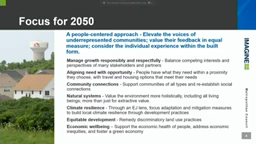 Focus for 2050
A people-centered approach - Elevate the voices of
underrepresented communities; value their feedback in equal
measure; consider the individual experience within the built
form.
Manage growth responsibly and respectfully - Balance competing interests and
perspectives of many stakeholders and partners
Aligning need with opportunity - People have what they need within a proximity
they choose, with travel and housing options that meet their needs
Community connections - Support communities of all types and re-establish social
connections
Natural systems - Value the environment more holistically, including all living
beings; more than just for extractive value.
Climate resilience - Through an EJ lens, focus adaptation and mitigation measures
to build local climate resilience through development practices
Equitable development - Remedy discriminatory land use practices
Economic wellbeing - Support the economic health of people, address economic
inequities, and foster a green economy
IMAGINE
Metropolitan Council